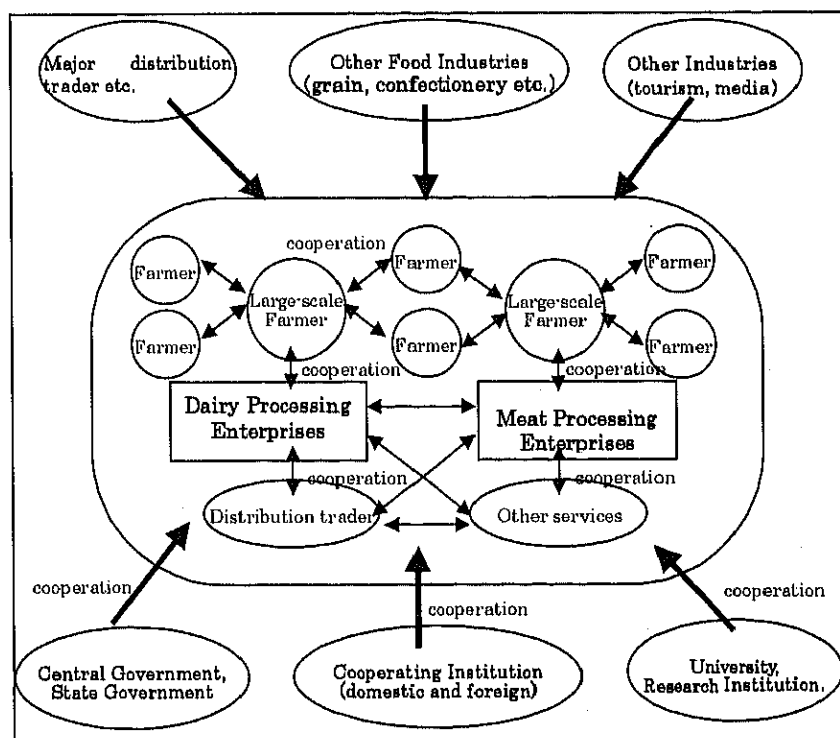 Major distribution
trader etc.
Other Food Industries
(grain, confectionery etc.)
Other Industries
(tourism, media)
cooperation
Farmer
Farmer
Farmer
Large-scale
Farmer
Large-scale
Farmer
Farmer
Farmer
Farmer
cooperation
cooperation
Dairy Processing
Enterprises
Meat Processing
Enterprises
cooperation
cooperation
Distribution trader
Other services
cooperation
cooperation
cooperation
Central Government,
State Government
Cooperating Institution
(domestic and foreign)
University,
Research Institution.